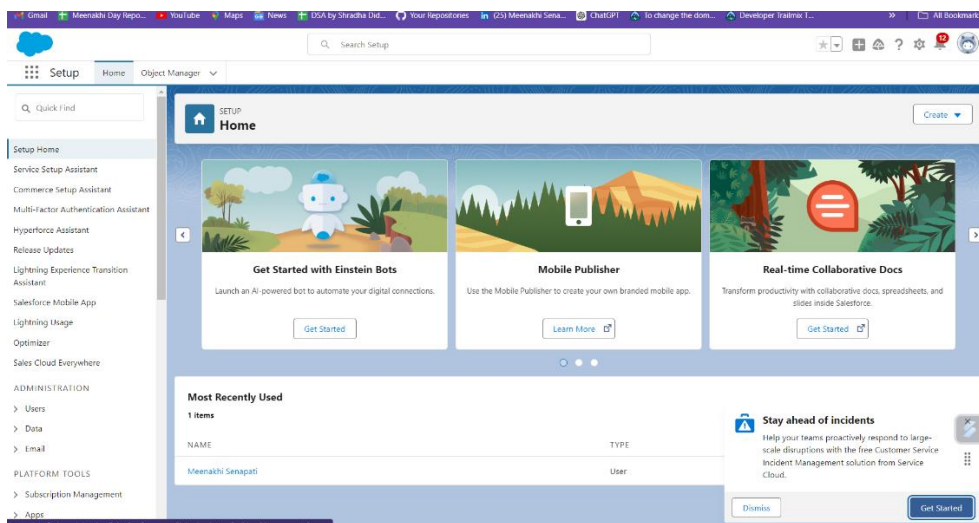 Gmail
Meenakhi Day Repo...
YouTube
Maps
News
DSA by Shradha Did...
Your Repositories
(25) Meenakhi Sena...
ChatGPT
To change the dom...
Developer Trailmix T...
»
All Bookmark
Search Setup
12
Setup
Home
Object Manager
Quick Find
Setup Home
Service Setup Assistant
Commerce Setup Assistant
Multi-Factor Authentication Assistant
Hyperforce Assistant
Release Updates
Lightning Experience Transition
Assistant
Salesforce Mobile App
Lightning Usage
Optimizer
Sales Cloud Everywhere
ADMINISTRATION
Users
Data
Email
PLATFORM TOOLS
Subscription Management
Apps
SETUP
Home
Create
Get Started with Einstein Bots
Launch an AI-powered bot to automate your digital connections.
Get Started
Mobile Publisher
Use the Mobile Publisher to create your own branded mobile app.
Learn More
Real-time Collaborative Docs
Transform productivity with collaborative docs, spreadsheets, and
slides inside Salesforce.
Get Started
Most Recently Used
1 items
NAME
TYPE
Meenakhi Senapati
User
Stay ahead of incidents
Help your teams proactively respond to large-
scale disruptions with the free Customer Service
Incident Management solution from Service
Cloud.
Dismiss
Get Started